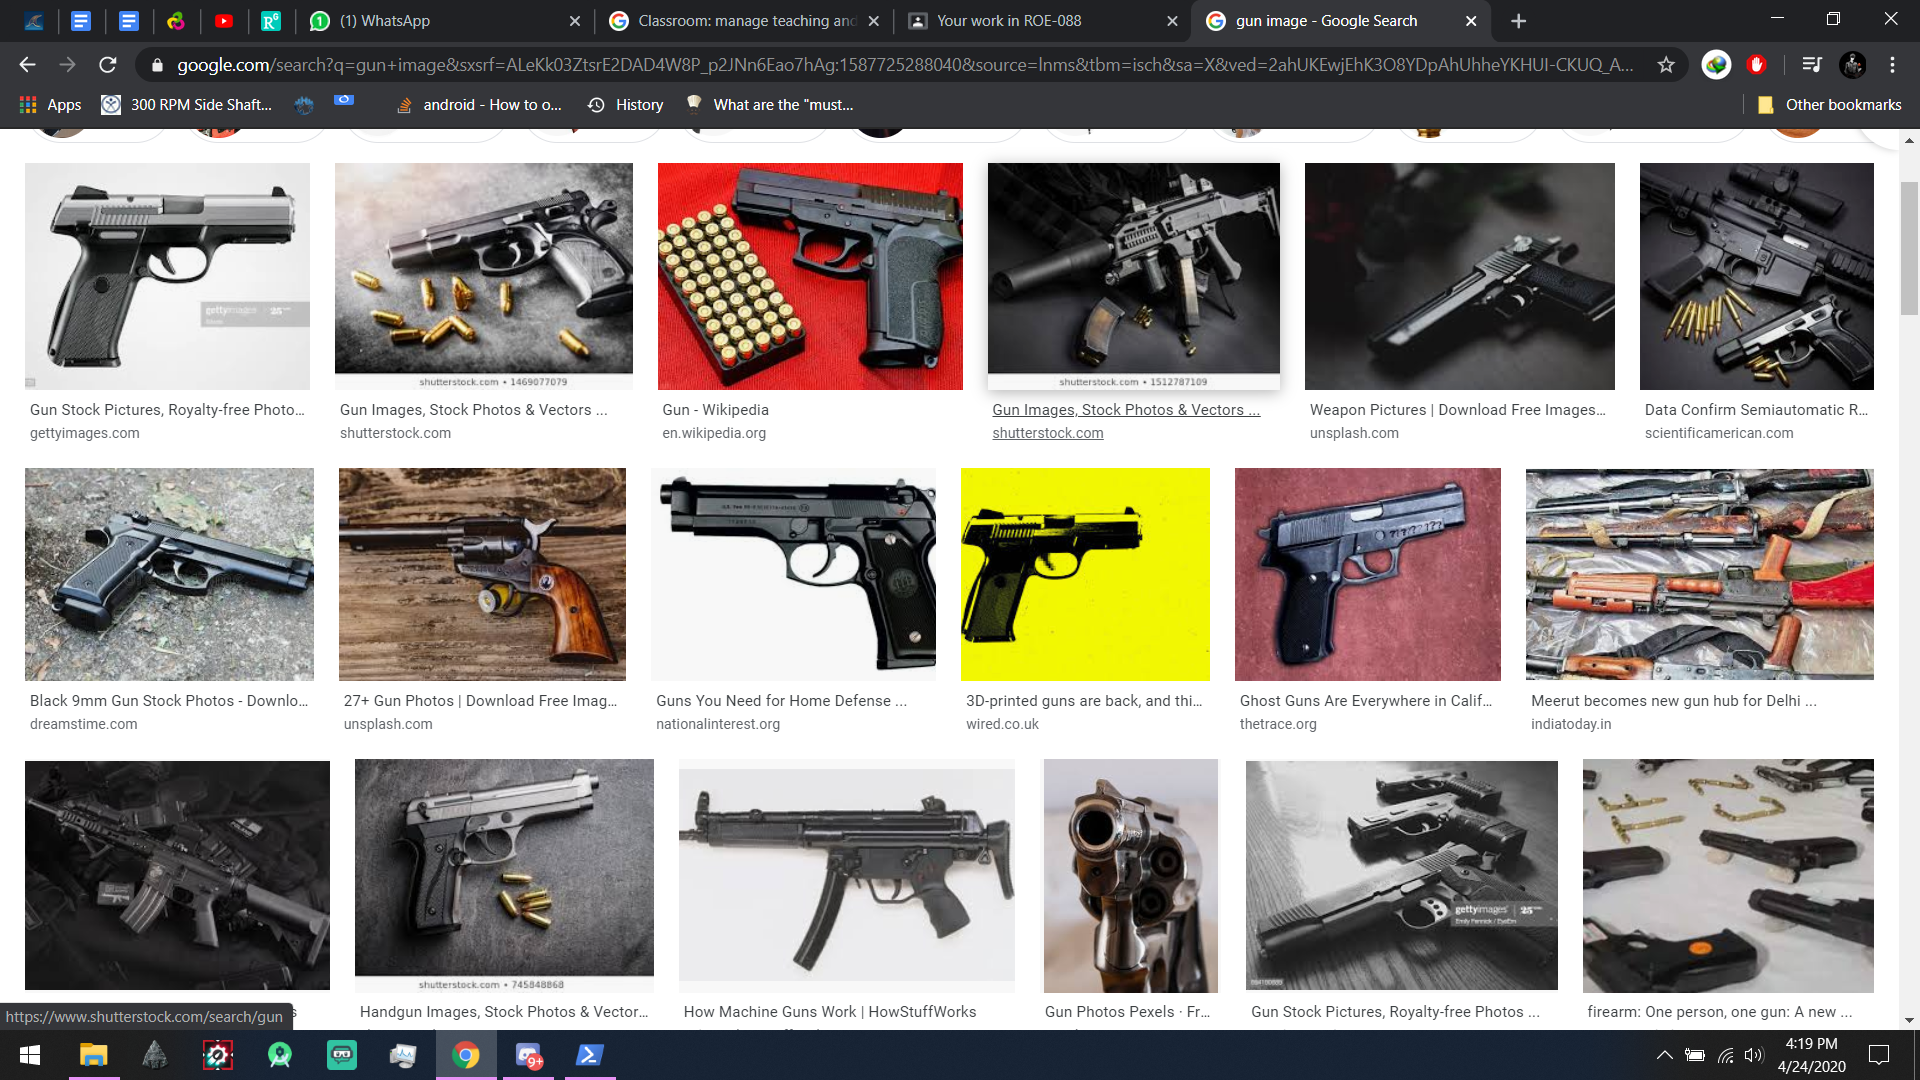 (1) WhatsApp
Classroom: manage teaching and
Your work in ROE-088
gun image - Google Search
google.com/search?q=gun+image&sxsrf=ALeKk03ZtsrE2DAD4W8P_p2JNn6Eao7hAg:1587725288040&source=lnms&tbm=isch&sa=X&ved=2ahUKEwjEhK3O8YDpAhUhheYKHUI-CKUQ_A...
Apps
300 RPM Side Shaft...
android - How to o...
History
What are the "must...
Other bookmarks
gettyimages
shutterstock.com • 1469077079
shutterstock.com • 1512787109
Gun Stock Pictures, Royalty-free Photo...
gettyimages.com
Gun Images, Stock Photos & Vectors ...
shutterstock.com
Gun - Wikipedia
en.wikipedia.org
Gun Images, Stock Photos & Vectors ...
shutterstock.com
Weapon Pictures | Download Free Images...
unsplash.com
Data Confirm Semiautomatic R...
scientificamerican.com
Black 9mm Gun Stock Photos - Downlo...
dreamstime.com
27+ Gun Photos | Download Free Imag...
unsplash.com
Guns You Need for Home Defense ...
nationalinterest.org
3D-printed guns are back, and thi...
wired.co.uk
Ghost Guns Are Everywhere in Calif...
thetrace.org
Meerut becomes new gun hub for Delhi ...
indiatoday.in
gettyimages
shutterstock.com • 745848868
Handgun Images, Stock Photos & Vector...
How Machine Guns Work | HowStuffWorks
Gun Photos Pexels · Fr...
Gun Stock Pictures, Royalty-free Photos ...
firearm: One person, one gun: A new ...
https://www.shutterstock.com/search/gun
9+
4:19 PM
4/24/2020